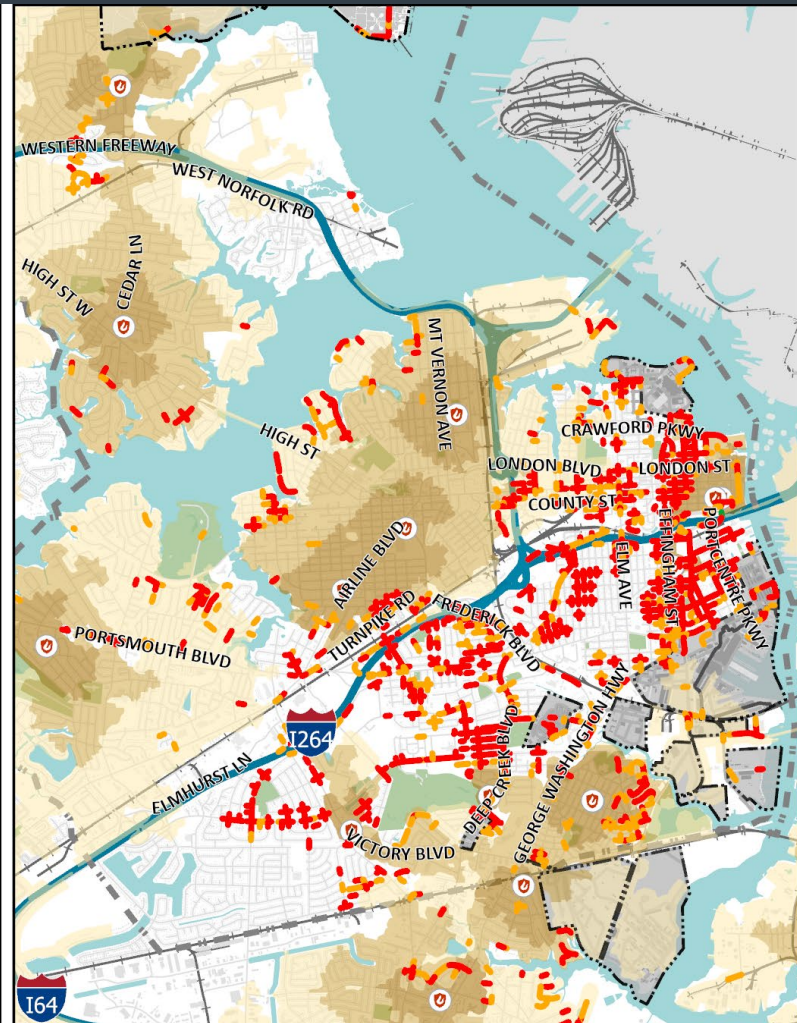 WESTERN FREEWAY
WEST NORFOLK RD
CEDAR LN
HIGH ST W
MT VERNON AVE
HIGH ST
CRAWFORD PKWY
LONDON BLVD
LONDON ST
COUNTY ST
EFFINGHAM ST
PORTCENTRE PKWY
ELM AVE
AIRLINE BLVD
TURNPIKE RD
FREDERICK BLVD
PORTSMOUTH BLVD
GEORGE WASHINGTON HWY
DEEP CREEK BLVD
I264
ELMHURST LN
VICTORY BLVD
I64